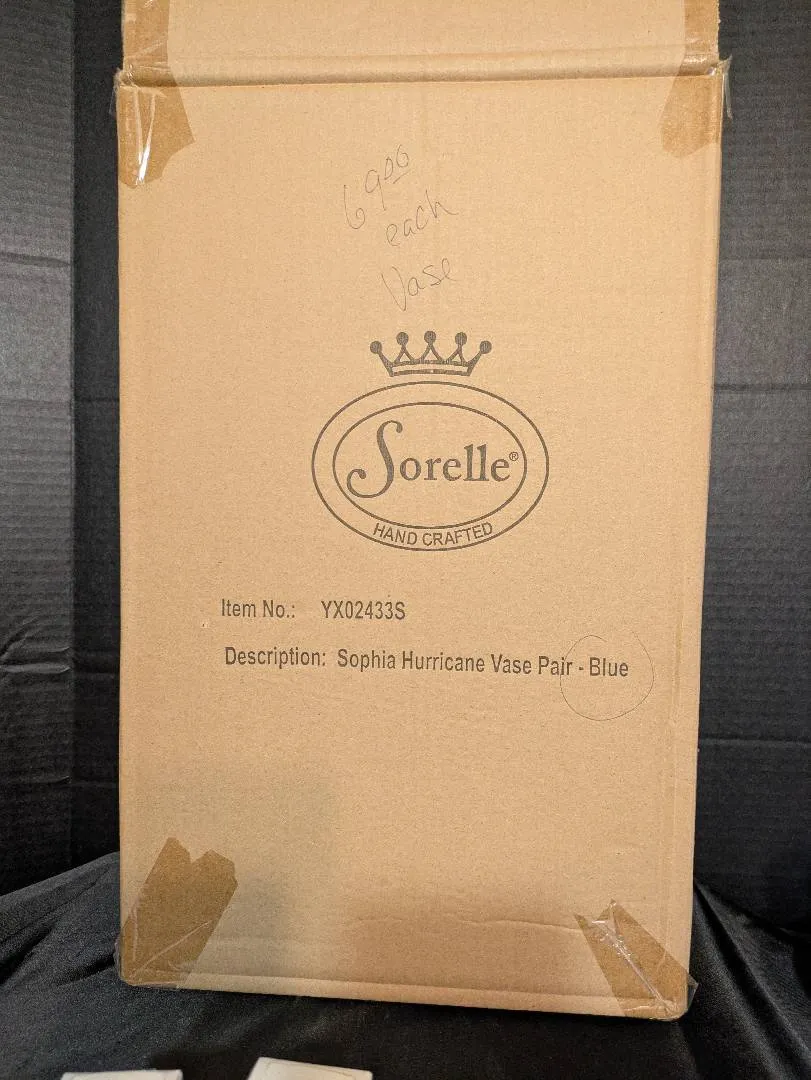 6900
each
Vase
Sorelle®
HAND CRAFTED
Item No.: YX02433S
Description: Sophia Hurricane Vase Pair - Blue